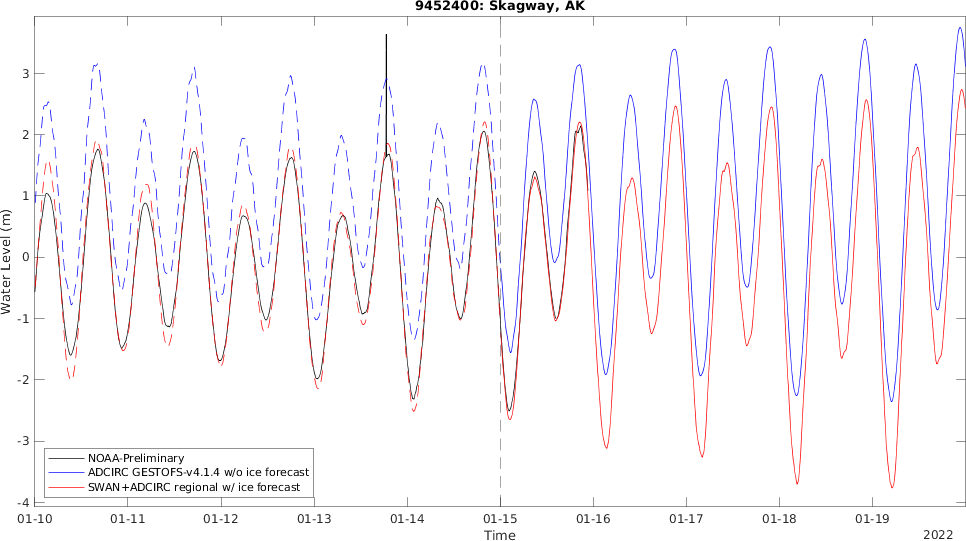 9452400: Skagway, AK
Water Level (m)
3
2
1
0
-1
-2
-3
-4
NOAA-Preliminary
ADCIRC GESTOFS-v4.1.4 w/o ice forecast
SWAN+ADCIRC regional w/ ice forecast
01-10 01-11 01-12 01-13 01-14 01-15 01-16 01-17 01-18 01-19
Time
2022